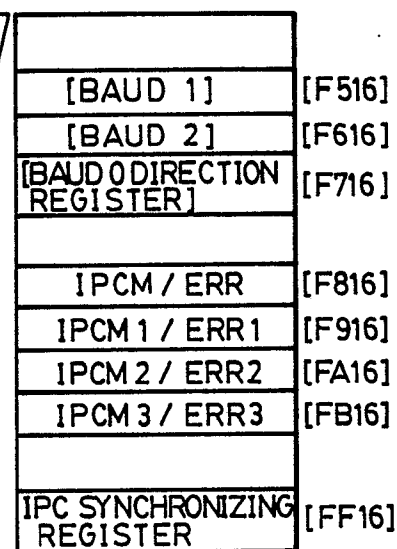 [BAUD 1] [F516]
[BAUD 2] [F616]
[BAUD 0 DIRECTION
REGISTER] [F716]
IPCM / ERR [F816]
IPCM 1 / ERR1 [F916]
IPCM 2 / ERR2 [FA16]
IPCM 3 / ERR3 [FB16]
IPC SYNCHRONIZING
REGISTER [FF16]